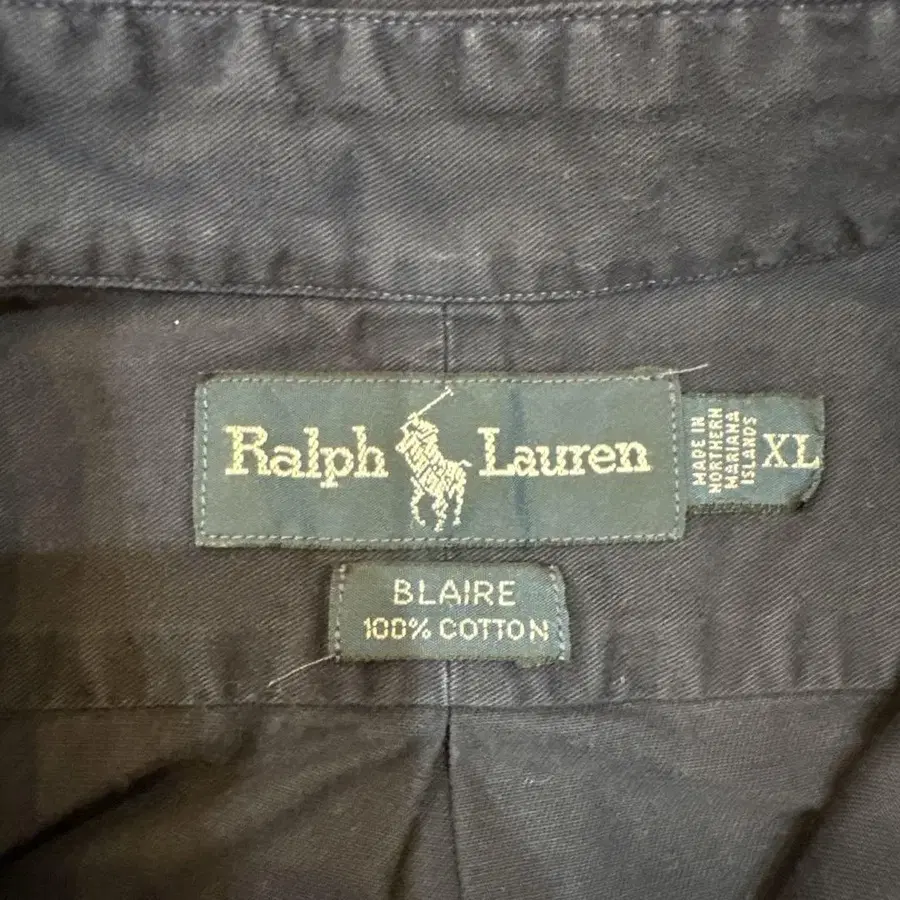 Ralph Lauren
MADE IN
NORTHERN
MARIANA
ISLANDS
XL
BLAIRE
100% COTTON